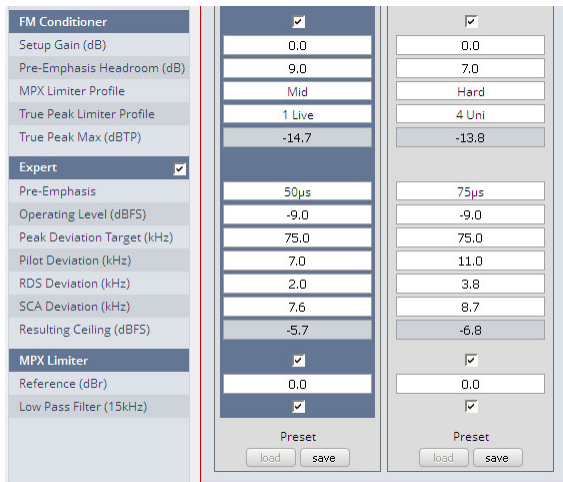 FM Conditioner
Setup Gain (dB) 0.0 0.0
Pre-Emphasis Headroom (dB) 9.0 7.0
MPX Limiter Profile Mid Hard
True Peak Limiter Profile 1 Live 4 Uni
True Peak Max (dBTP) -14.7 -13.8
Expert
Pre-Emphasis 50µs 75µs
Operating Level (dBFS) -9.0 -9.0
Peak Deviation Target (kHz) 75.0 75.0
Pilot Deviation (kHz) 7.0 11.0
RDS Deviation (kHz) 2.0 3.8
SCA Deviation (kHz) 7.6 8.7
Resulting Ceiling (dBFS) -5.7 -6.8
MPX Limiter
Reference (dBr) 0.0 0.0
Low Pass Filter (15kHz)
Preset Preset
load save load save